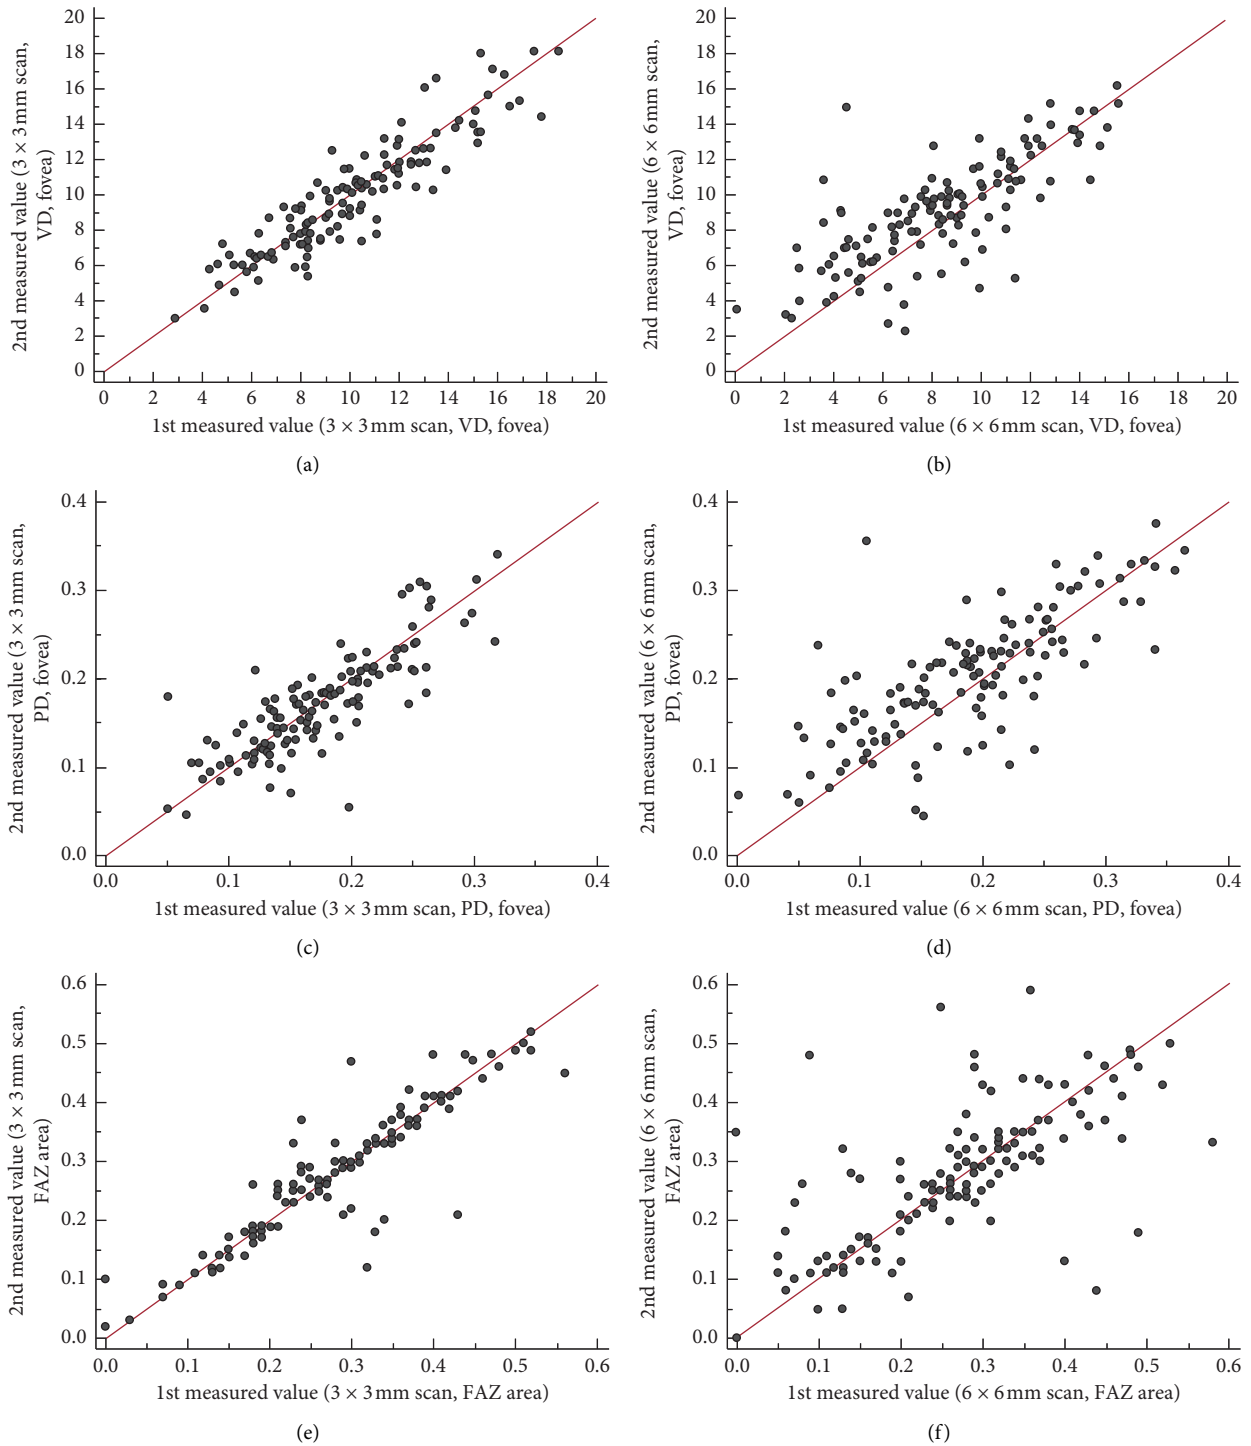 20
18
16
14
12
10
8
6
4
2
0
2nd measured value (3 × 3 mm scan,
VD, fovea)
0 2 4 6 8 10 12 14 16 18 20
1st measured value (3 × 3 mm scan, VD, fovea)
(a)
20
18
16
14
12
10
8
6
4
2
0
2nd measured value (6 × 6 mm scan,
VD, fovea)
0 2 4 6 8 10 12 14 16 18 20
1st measured value (6 × 6 mm scan, VD, fovea)
(b)
0.4
0.3
0.2
0.1
0.0
2nd measured value (3 × 3 mm scan,
PD, fovea)
0.0 0.1 0.2 0.3 0.4
1st measured value (3 × 3 mm scan, PD, fovea)
(c)
0.4
0.3
0.2
0.1
0.0
2nd measured value (6 × 6 mm scan,
PD, fovea)
0.0 0.1 0.2 0.3 0.4
1st measured value (6 × 6 mm scan, PD, fovea)
(d)
0.6
0.5
0.4
0.3
0.2
0.1
0.0
2nd measured value (3 × 3 mm scan,
FAZ area)
0.0 0.1 0.2 0.3 0.4 0.5 0.6
1st measured value (3 × 3 mm scan, FAZ area)
(e)
0.6
0.5
0.4
0.3
0.2
0.1
0.0
2nd measured value (6 × 6 mm scan,
FAZ area)
0.0 0.1 0.2 0.3 0.4 0.5 0.6
1st measured value (6 × 6 mm scan, FAZ area)
(f)